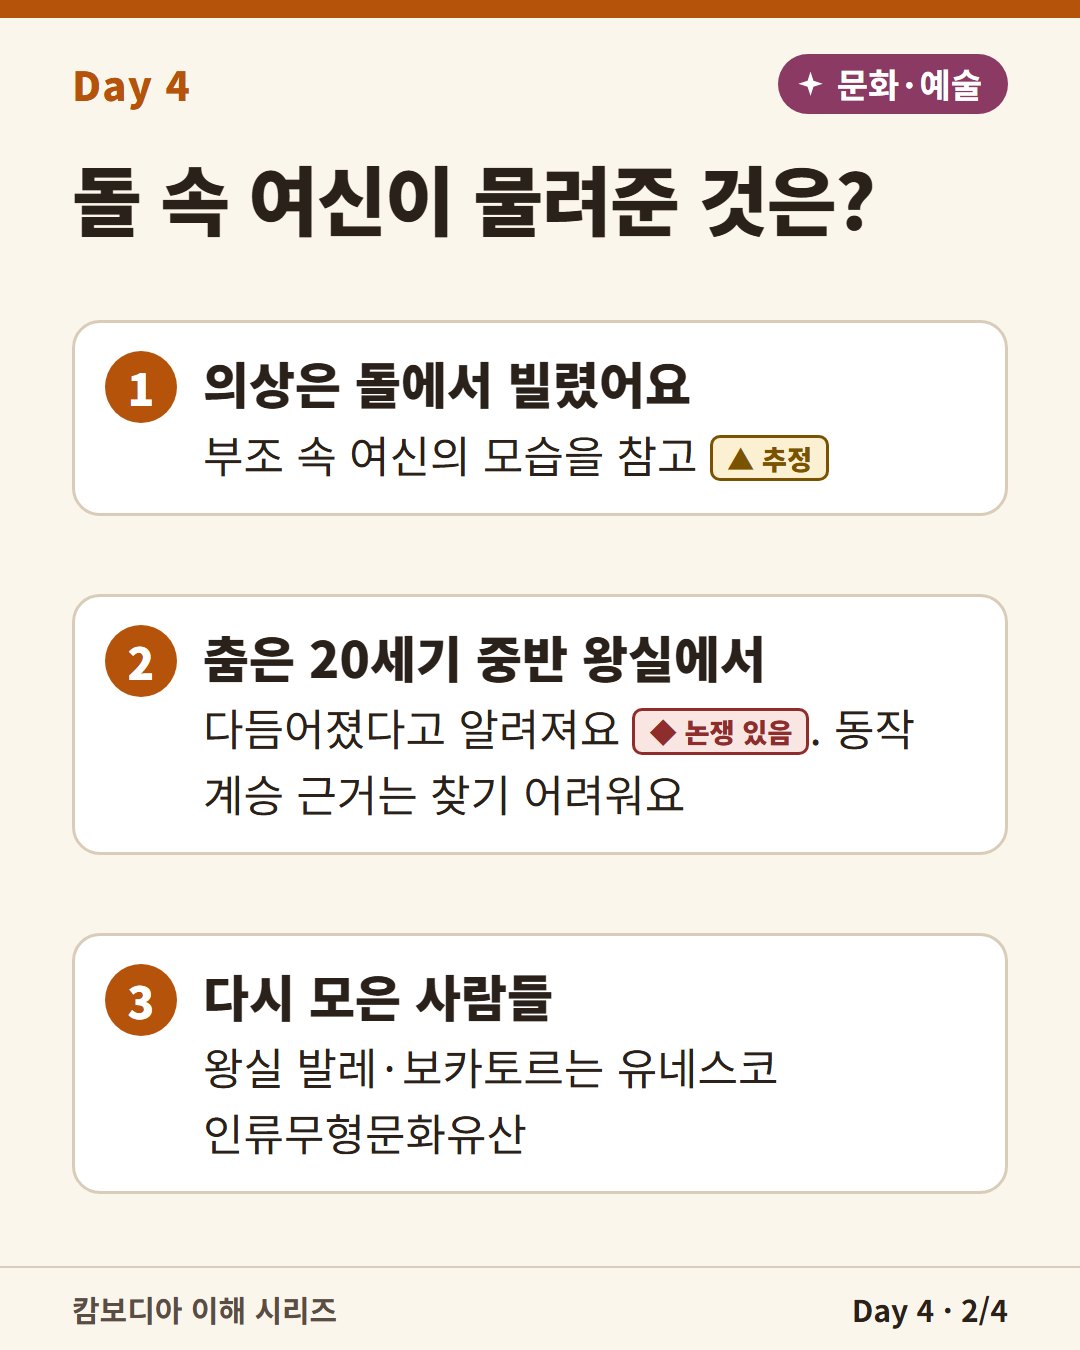 Day 4
문화·예술
돌 속 여신이 물려준 것은?
1 의상은 돌에서 빌렸어요
부조 속 여신의 모습을 참고 ▲ 추정
2 춤은 20세기 중반 왕실에서
다듬어졌다고 알려져요 ◆ 논쟁 있음. 동작
계승 근거는 찾기 어려워요
3 다시 모은 사람들
왕실 발레·보카토르는 유네스코
인류무형문화유산
캄보디아 이해 시리즈
Day 4 · 2/4